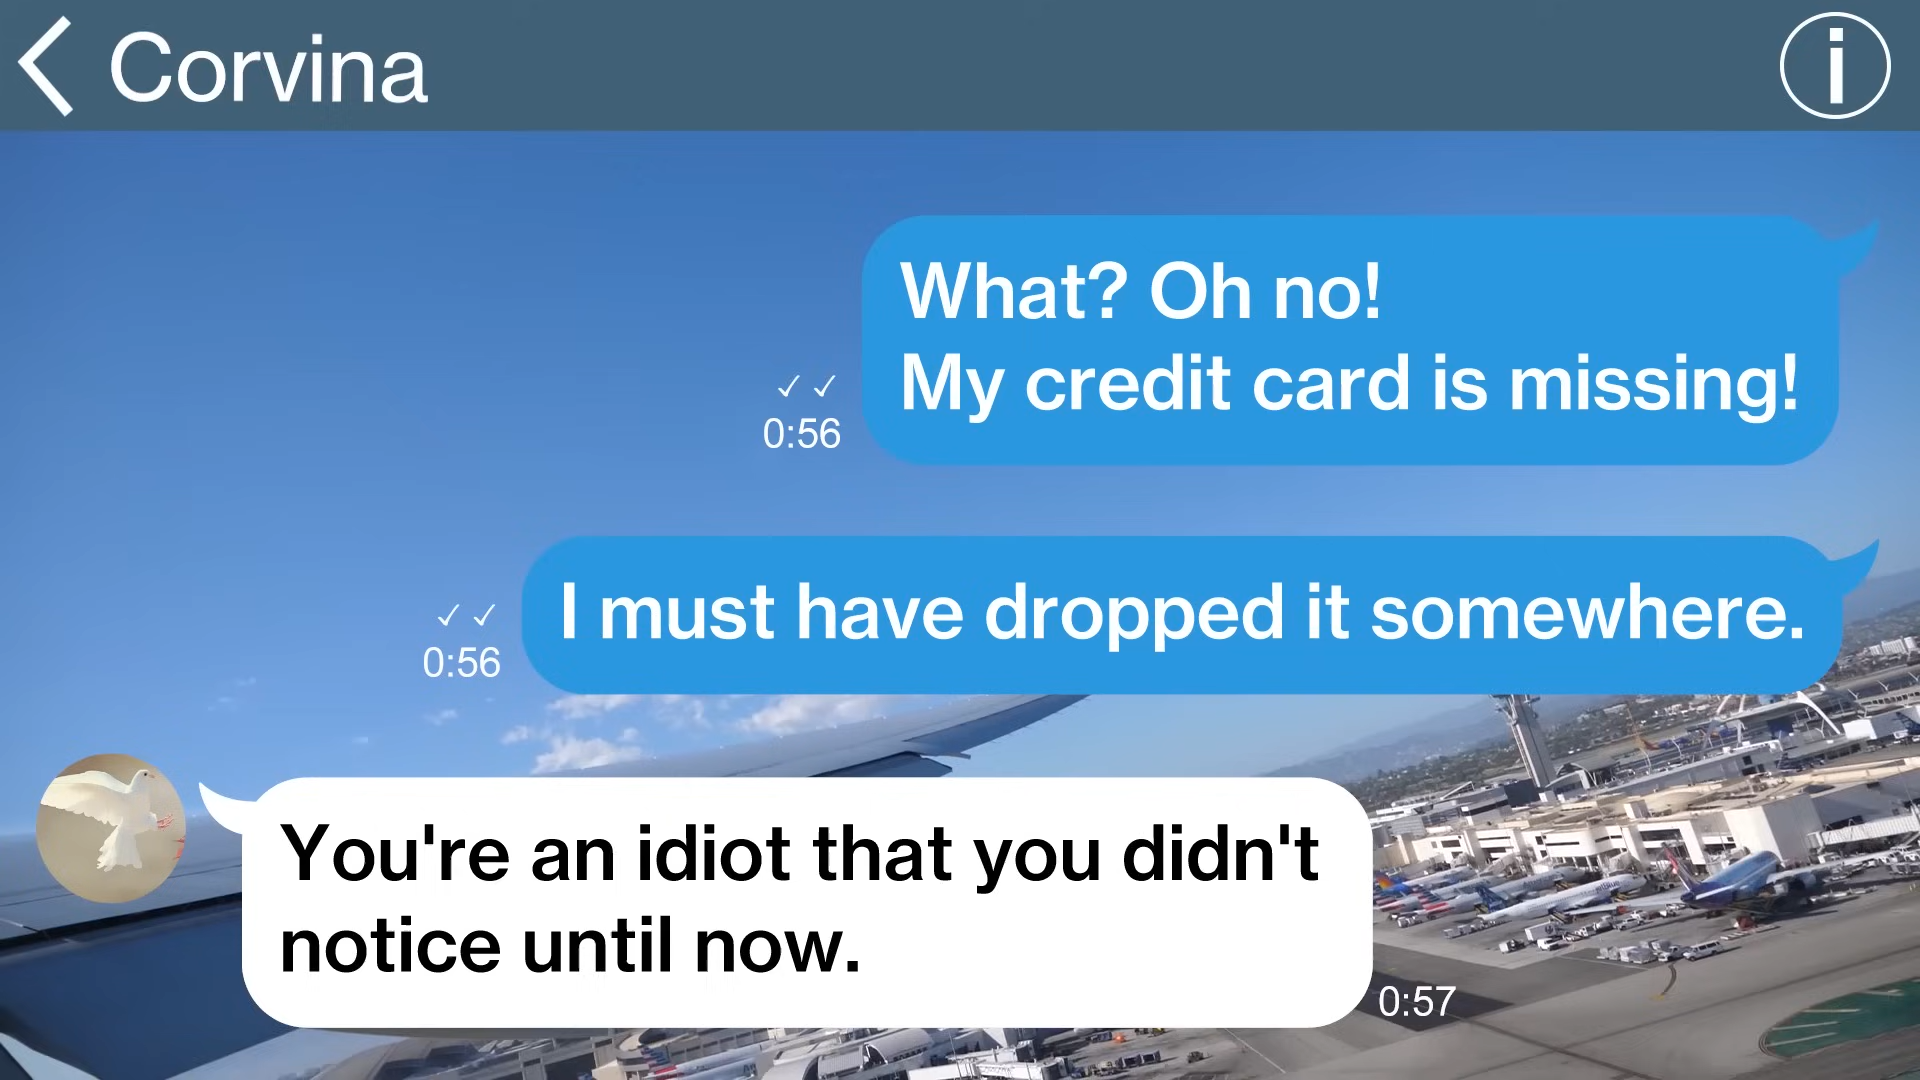 Corvina
What? Oh no!
My credit card is missing!
✓ ✓
0:56
I must have dropped it somewhere.
✓ ✓
0:56
You're an idiot that you didn't
notice until now.
0:57